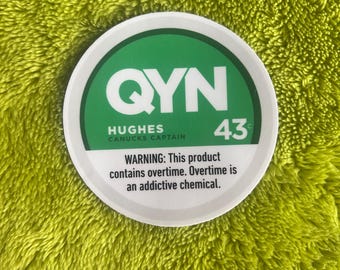 QYN
HUGHES 43
CANUCKS CAPTAIN
WARNING: This product
contains overtime. Overtime is
an addictive chemical.